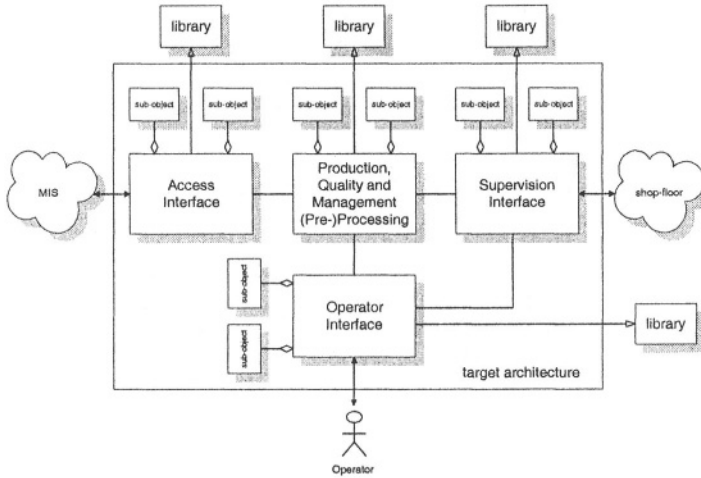 library
library
library
sub-object
sub-object
sub-object
sub-object
sub-object
sub-object
MIS
Access
Interface
Production,
Quality and
Management
(Pre-)Processing
Supervision
Interface
shop-floor
sub-object
Operator
Interface
sub-object
library
target architecture
Operator